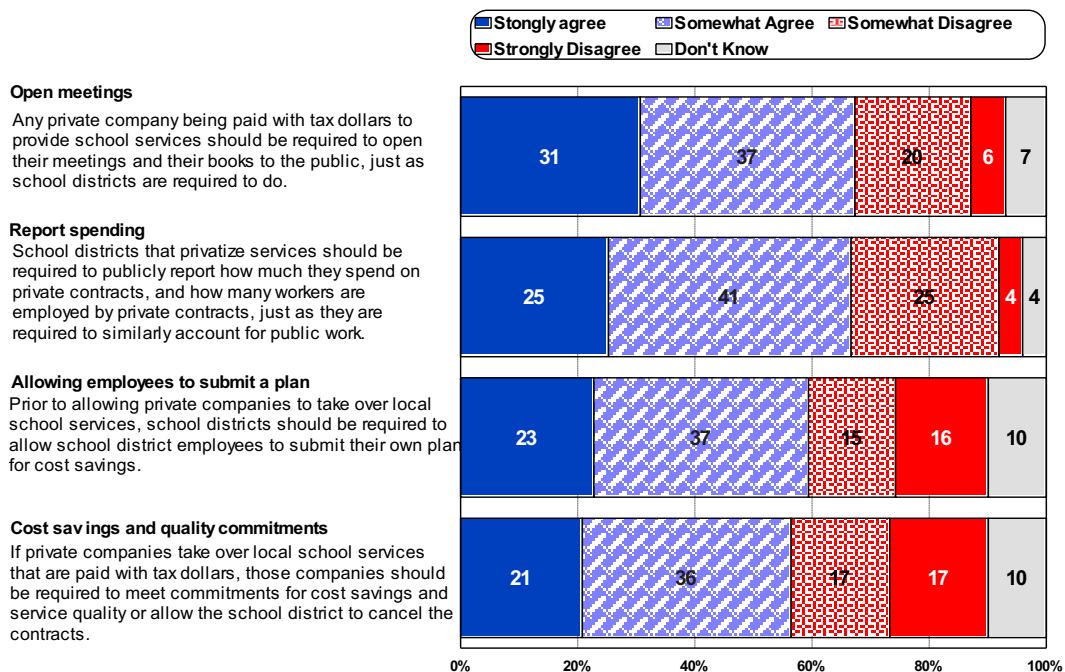 Stongly agree Somewhat Agree Somewhat Disagree
Strongly Disagree Don't Know
Open meetings
Any private company being paid with tax dollars to
provide school services should be required to open
their meetings and their books to the public, just as
school districts are required to do.
31 37 20 6 7
Report spending
School districts that privatize services should be
required to publicly report how much they spend on
private contracts, and how many workers are
employed by private contracts, just as they are
required to similarly account for public work.
25 41 25 4 4
Allowing employees to submit a plan
Prior to allowing private companies to take over local
school services, school districts should be required to
allow school district employees to submit their own plan
for cost savings.
23 37 15 16 10
Cost savings and quality commitments
If private companies take over local school services
that are paid with tax dollars, those companies should
be required to meet commitments for cost savings and
service quality or allow the school district to cancel the
contracts.
21 36 17 17 10
0% 20% 40% 60% 80% 100%